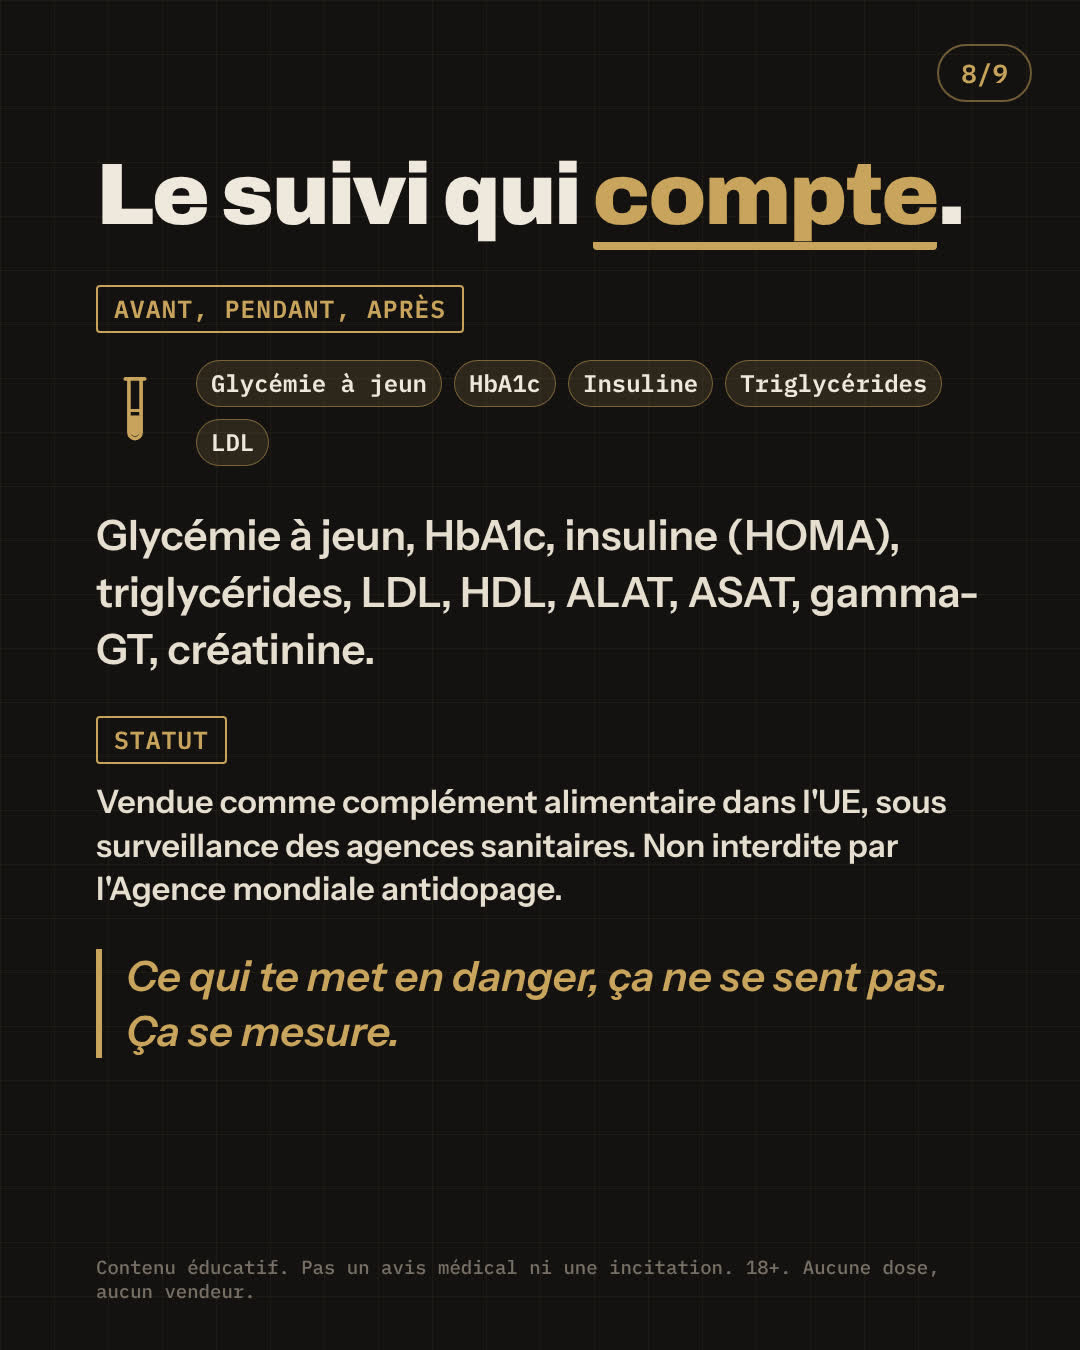 8/9
Le suivi qui compte.
AVANT, PENDANT, APRÈS
Glycémie à jeun HbA1c Insuline Triglycérides
LDL
Glycémie à jeun, HbA1c, insuline (HOMA),
triglycérides, LDL, HDL, ALAT, ASAT, gamma-
GT, créatinine.
STATUT
Vendue comme complément alimentaire dans l'UE, sous
surveillance des agences sanitaires. Non interdite par
l'Agence mondiale antidopage.
Ce qui te met en danger, ça ne se sent pas.
Ça se mesure.
Contenu éducatif. Pas un avis médical ni une incitation. 18+. Aucune dose,
aucun vendeur.